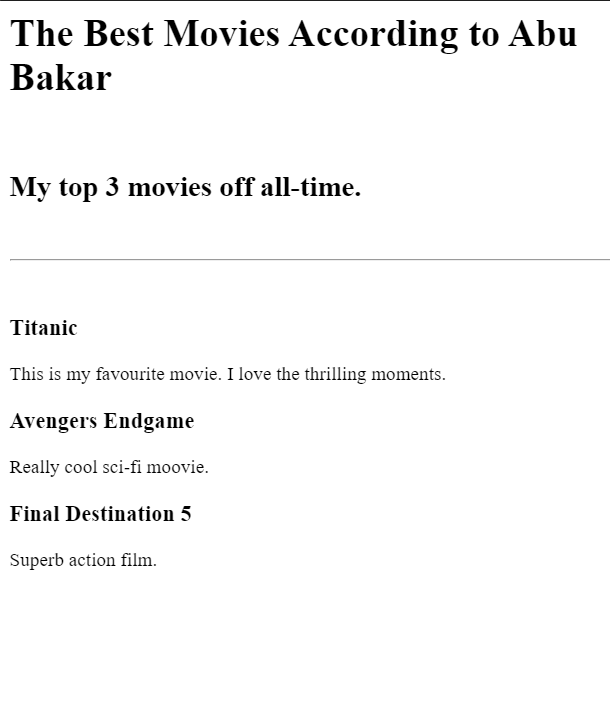 The Best Movies According to Abu
Bakar
My top 3 movies off all-time.
Titanic
This is my favourite movie. I love the thrilling moments.
Avengers Endgame
Really cool sci-fi moovie.
Final Destination 5
Superb action film.